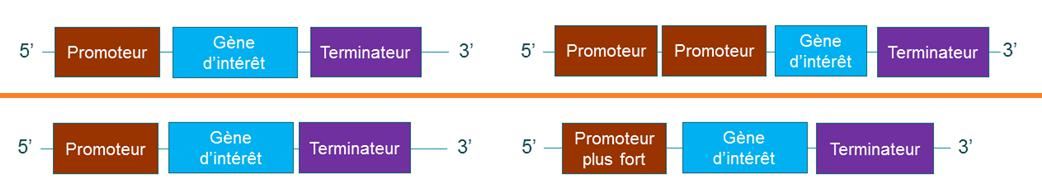 5’ Promoteur Gène Terminateur 3’
d’intérêt
5’ Promoteur Promoteur Gène Terminateur 3’
d’intérêt
5’ Promoteur Gène Terminateur 3’
d’intérêt
5’ Promoteur Gène Terminateur 3’
plus fort d’intérêt